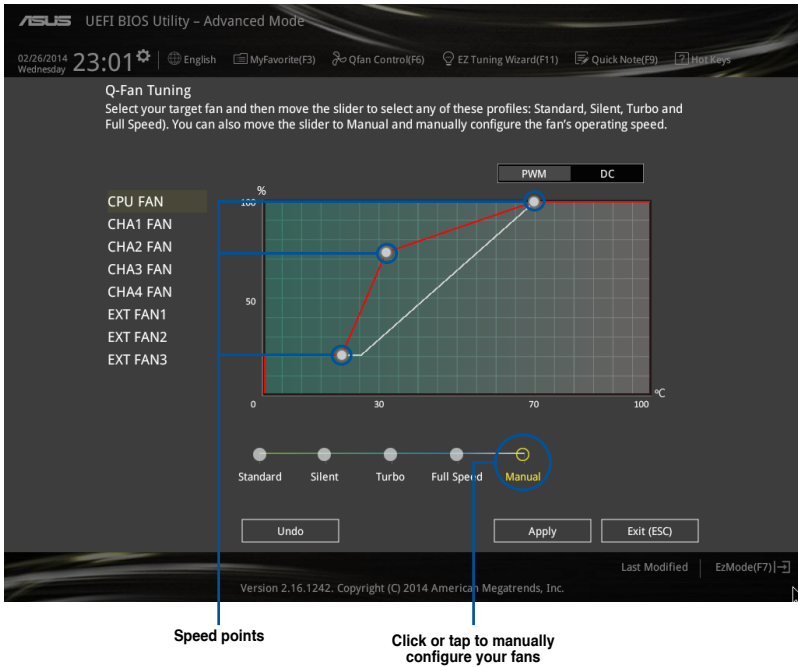 ASUS UEFI BIOS Utility – Advanced Mode
02/26/2014 Wednesday 23:01 English MyFavorite(F3) Qfan Control(F6) EZ Tuning Wizard(F11) Quick Note(F9) ? Hot Keys
Q-Fan Tuning
Select your target fan and then move the slider to select any of these profiles: Standard, Silent, Turbo and
Full Speed). You can also move the slider to Manual and manually configure the fan's operating speed.
PWM DC
%
CPU FAN
100
CHA1 FAN
CHA2 FAN
CHA3 FAN
CHA4 FAN
50
EXT FAN1
EXT FAN2
EXT FAN3
°C
0 30 70 100
Standard Silent Turbo Full Speed Manual
Undo Apply Exit (ESC)
Last Modified EzMode(F7)
Version 2.16.1242. Copyright (C) 2014 American Megatrends, Inc.
Speed points
Click or tap to manually
configure your fans